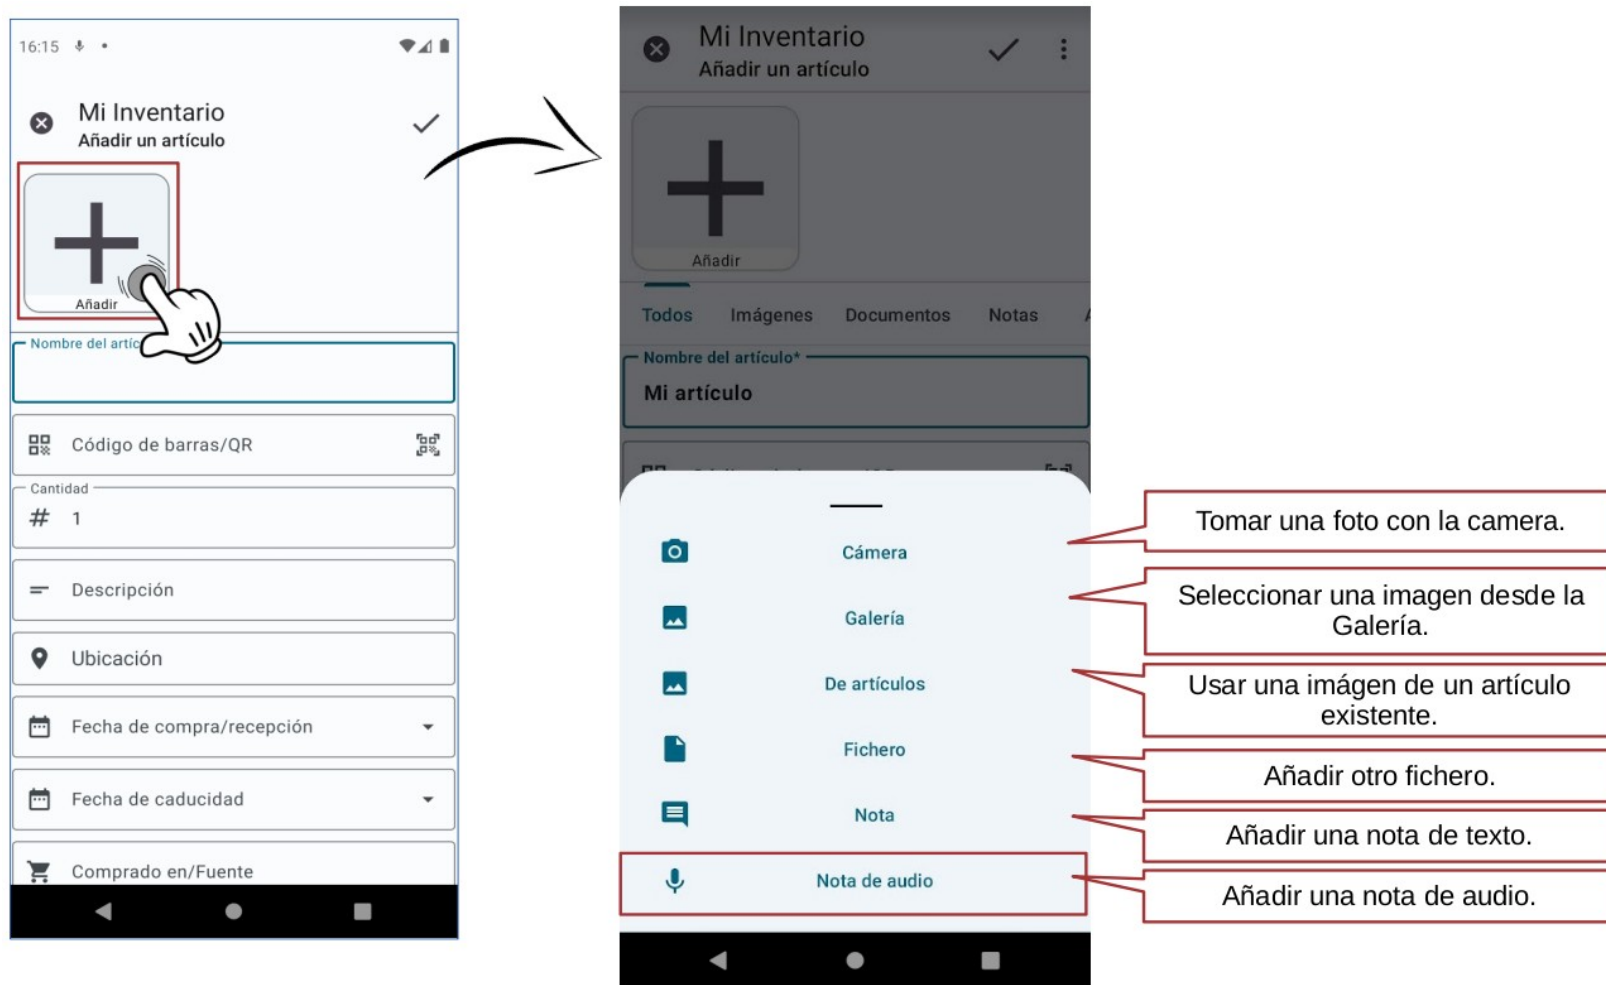 16:15
Mi Inventario
Añadir un artículo
Añadir
Nombre del artíc
Código de barras/QR
Cantidad
# 1
Descripción
Ubicación
Fecha de compra/recepción
Fecha de caducidad
Comprado en/Fuente
Mi Inventario
Añadir un artículo
Añadir
Todos Imágenes Documentos Notas
Nombre del artículo*
Mi artículo
Cámera
Galería
De artículos
Fichero
Nota
Nota de audio
Tomar una foto con la camera.
Seleccionar una imagen desde la
Galería.
Usar una imágen de un artículo
existente.
Añadir otro fichero.
Añadir una nota de texto.
Añadir una nota de audio.